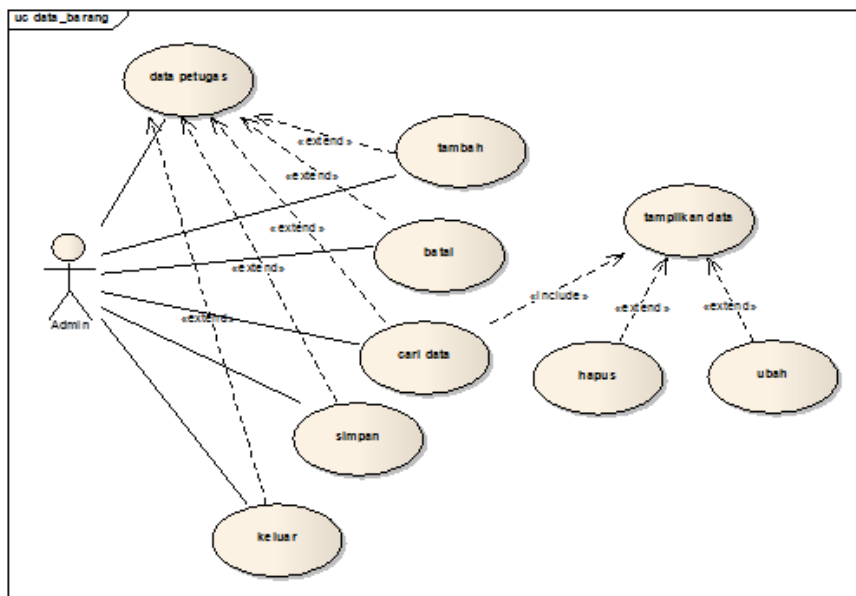 uc data_barang
data petugas
«extend»
tambah
«extend»
tampilkan data
«extend»
batal
«extend»
«include»
«extend»
«extend»
«extend»
Admin
cari data
hapus
ubah
simpan
keluar